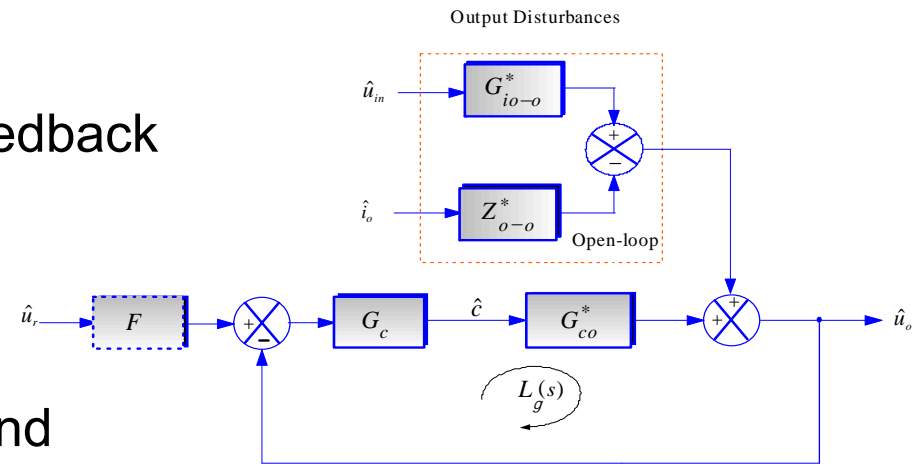 Output Disturbances
û_in
G*_io–o
+
−
edback
î_o
Z*_o–o
Open-loop
û_r
F
+
−
G_c
ĉ
G*_co
+
+
û_o
L_g(s)
nd